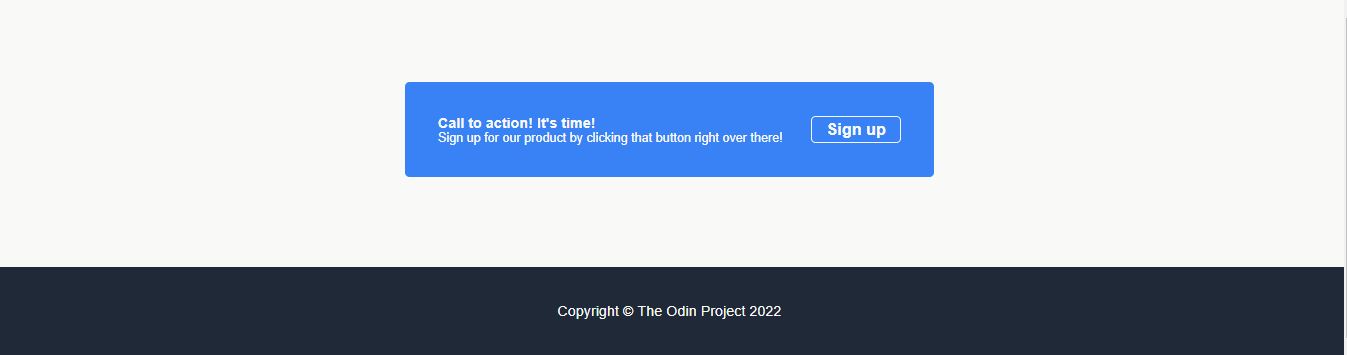 Call to action! It's time!
Sign up for our product by clicking that button right over there!
Sign up
Copyright © The Odin Project 2022